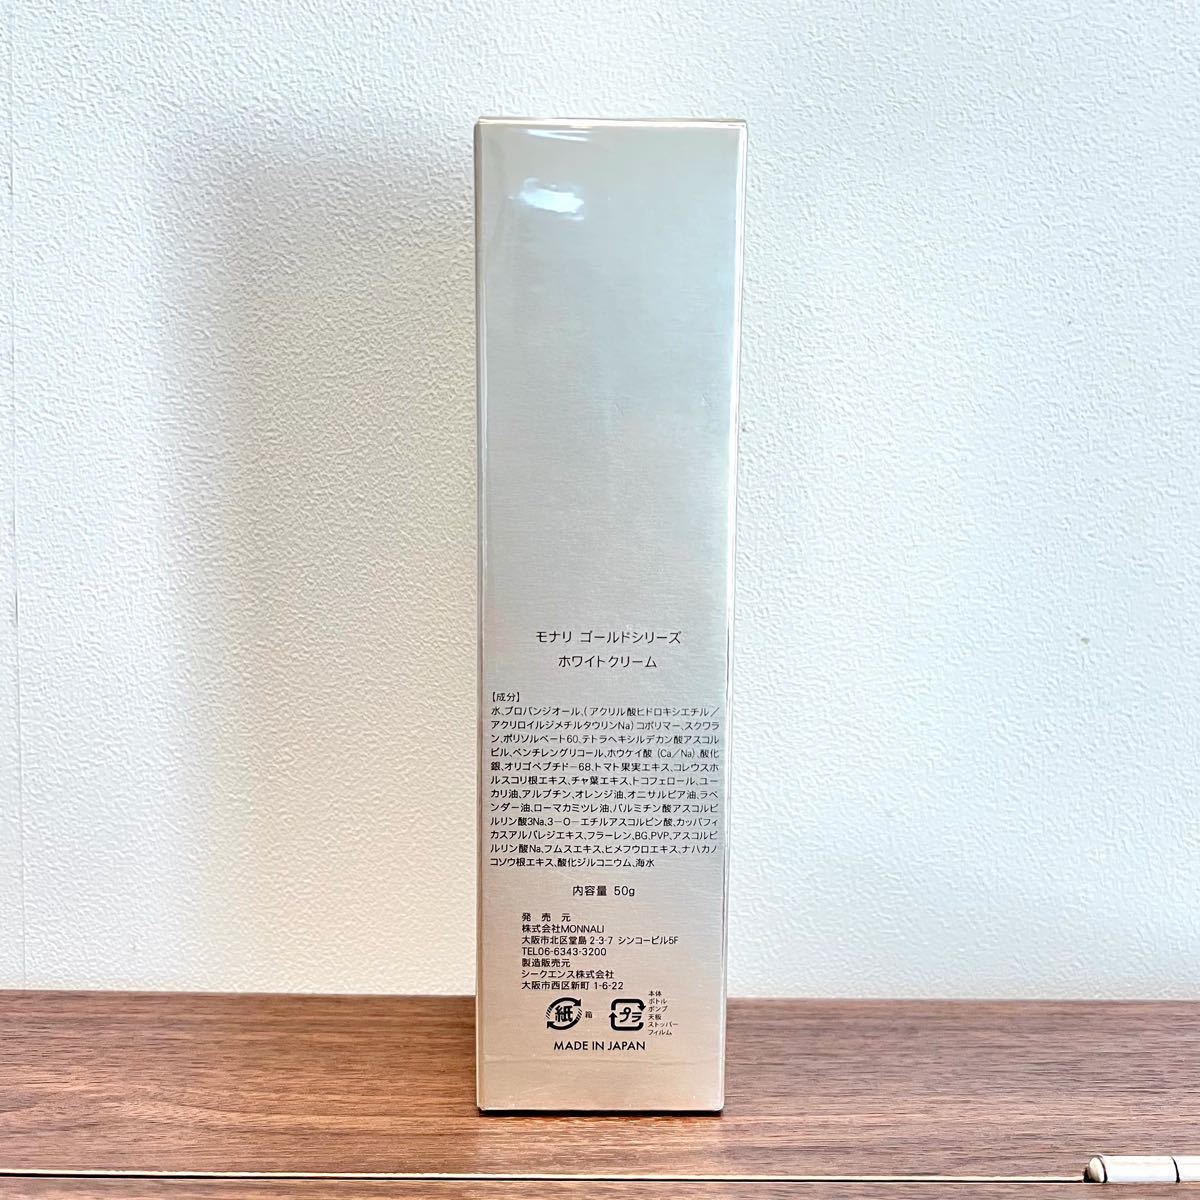 モナリ ゴールドシリーズ
ホワイトクリーム
【成分】
水、プロパンジオール、(アクリル酸ヒドロキシエチル／
アクリロイルジメチルタウリンNa)コポリマー、スクワラ
ン、ポリソルベート60、テトラヘキシルデカン酸アスコル
ビル、ペンチレングリコール、ホウケイ酸 (Ca／Na)、酸化
銀、オリゴペプチド−68、トマト果実エキス、コレウスホ
ルスコリ根エキス、チャ葉エキス、トコフェロール、ユー
カリ油、アルブチン、オレンジ油、オニサルビア油、ラベ
ンダー油、ローマカミツレ油、パルミチン酸アスコルビ
ルリン酸3Na、3−O−エチルアスコルビン酸、カッパフィ
カスアルバレジエキス、フラーレン、BG、PVP、アスコルビ
ルリン酸Na、フムスエキス、ヒメフウロエキス、ナハカノ
コソウ根エキス、酸化ジルコニウム、海水
内容量 50g
発 売 元
株式会社MONNALI
大阪市北区堂島 2-3-7 シンコービル5F
TEL06-6343-3200
製造販売元
シークエンス株式会社
大阪市西区新町 1-6-22
紙 箱
プラ
本体
ボトル
ポンプ
天板
ストッパー
フィルム
MADE IN JAPAN